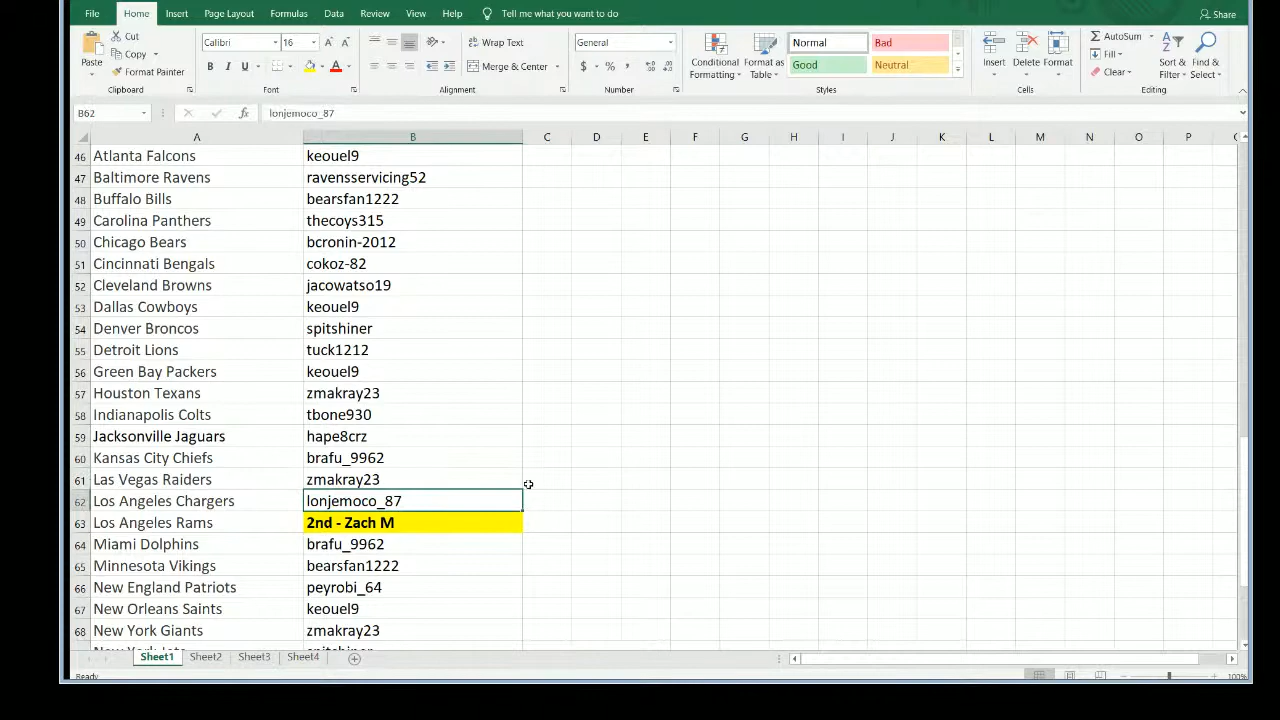 File Home Insert Page Layout Formulas Data Review View Help Tell me what you want to do Share
Cut Calibri 16 Wrap Text General Normal Bad AutoSum
Copy Fill
Paste Format Painter B I U Merge & Center $ % Conditional Formatting Format as Table Good Neutral Insert Delete Format Clear Sort & Filter Find & Select
Clipboard Font Alignment Number Styles Cells Editing
B62 fx lonjemoco_87
A B C D E F G H I J K L M N O P
46 Atlanta Falcons keouel9
47 Baltimore Ravens ravensservicing52
48 Buffalo Bills bearsfan1222
49 Carolina Panthers thecoys315
50 Chicago Bears bcronin-2012
51 Cincinnati Bengals cokoz-82
52 Cleveland Browns jacowatso19
53 Dallas Cowboys keouel9
54 Denver Broncos spitshiner
55 Detroit Lions tuck1212
56 Green Bay Packers keouel9
57 Houston Texans zmakray23
58 Indianapolis Colts tbone930
59 Jacksonville Jaguars hape8crz
60 Kansas City Chiefs brafu_9962
61 Las Vegas Raiders zmakray23
62 Los Angeles Chargers lonjemoco_87
63 Los Angeles Rams 2nd - Zach M
64 Miami Dolphins brafu_9962
65 Minnesota Vikings bearsfan1222
66 New England Patriots peyrobi_64
67 New Orleans Saints keouel9
68 New York Giants zmakray23
Sheet1 Sheet2 Sheet3 Sheet4
Ready 100%